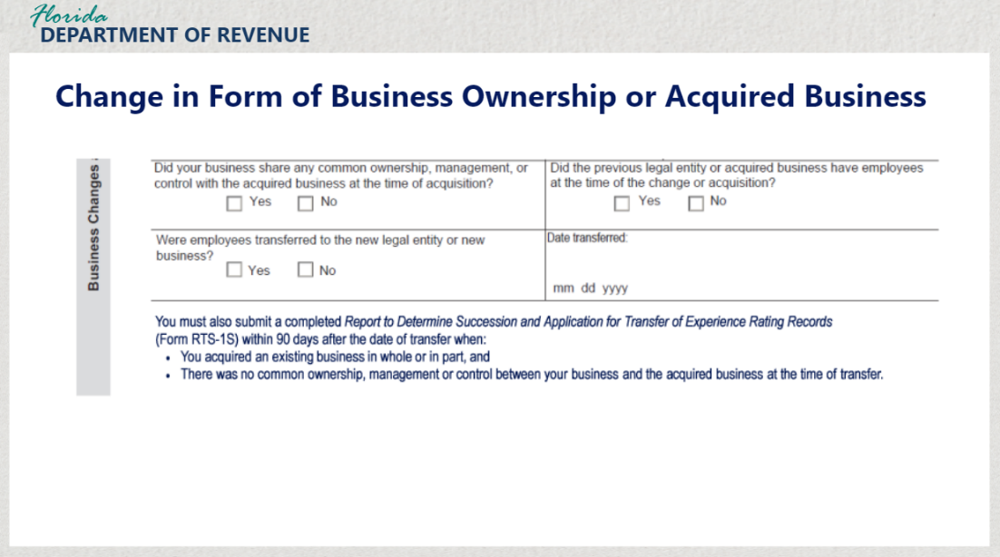 Florida
DEPARTMENT OF REVENUE
Change in Form of Business Ownership or Acquired Business
Business Changes
Did your business share any common ownership, management, or
control with the acquired business at the time of acquisition?
Yes No
Did the previous legal entity or acquired business have employees
at the time of the change or acquisition?
Yes No
Were employees transferred to the new legal entity or new
business?
Yes No
Date transferred:
mm dd yyyy
You must also submit a completed Report to Determine Succession and Application for Transfer of Experience Rating Records
(Form RTS-1S) within 90 days after the date of transfer when:
• You acquired an existing business in whole or in part, and
• There was no common ownership, management or control between your business and the acquired business at the time of transfer.